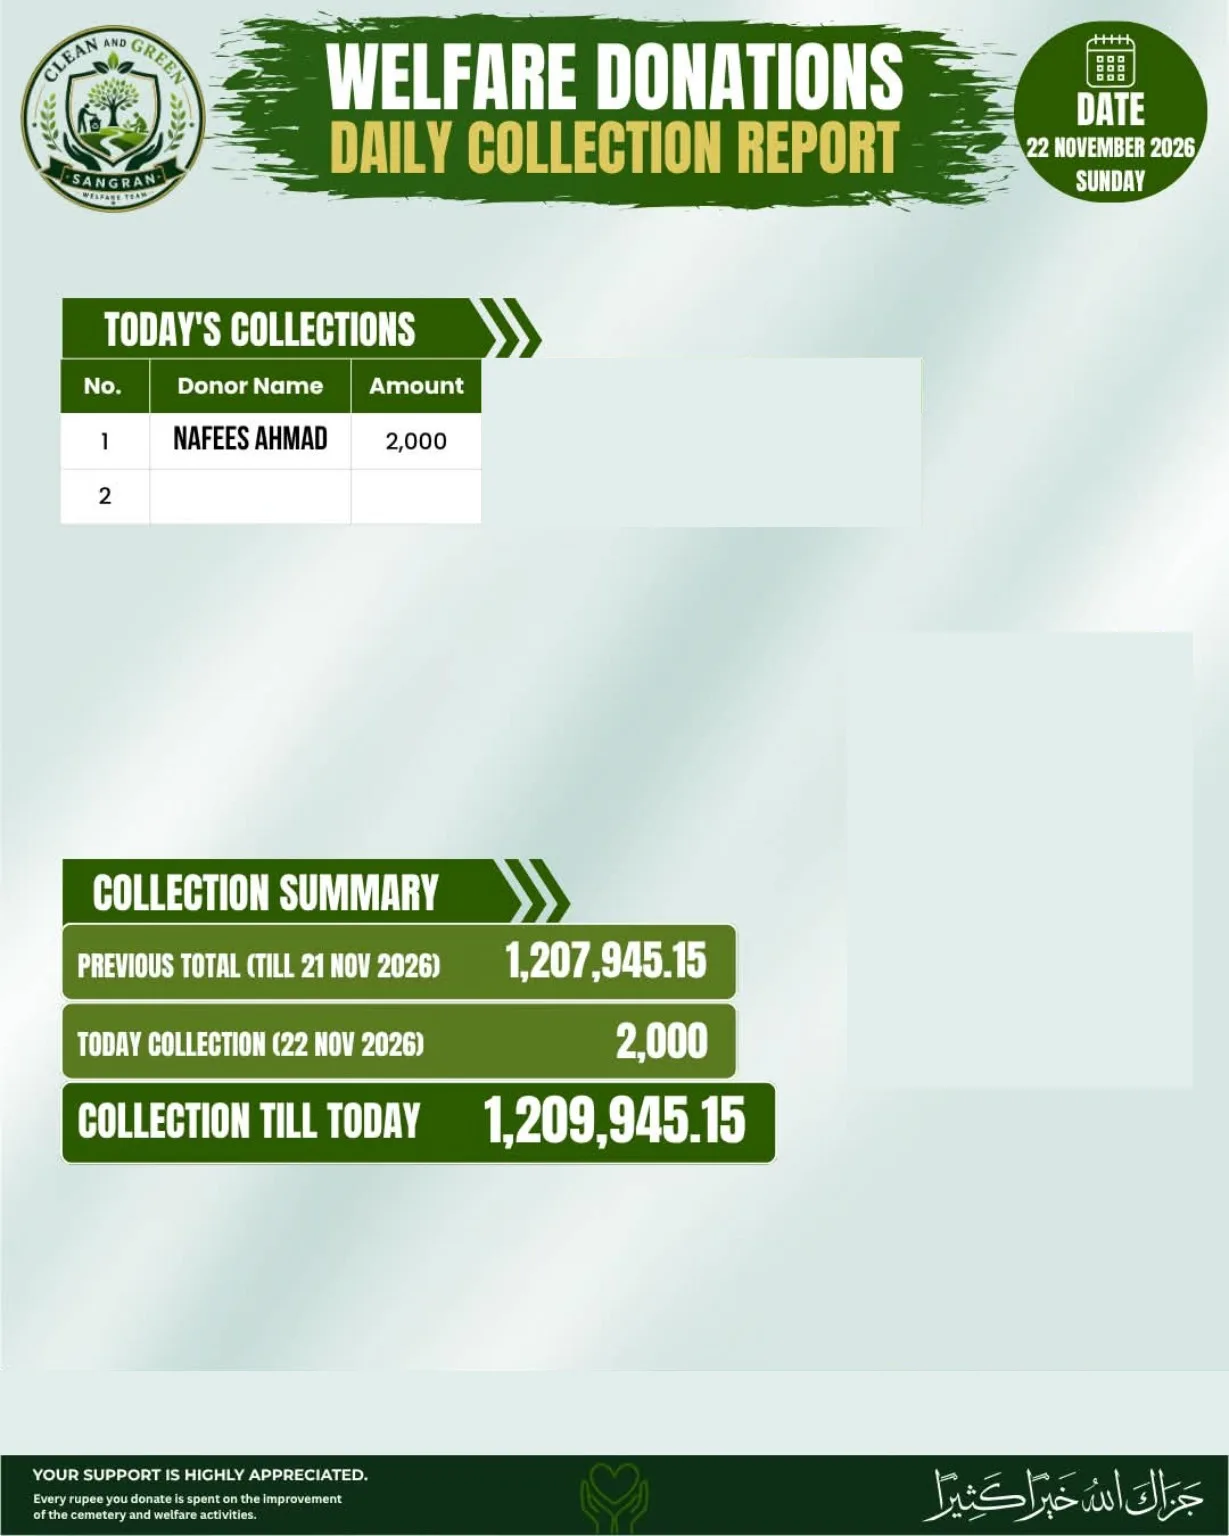 CLEAN AND GREEN
SANGRAN
WELFARE TEAM
WELFARE DONATIONS
DAILY COLLECTION REPORT
DATE
22 NOVEMBER 2026
SUNDAY
TODAY'S COLLECTIONS
No. Donor Name Amount
1 NAFEES AHMAD 2,000
2
COLLECTION SUMMARY
PREVIOUS TOTAL (TILL 21 NOV 2026) 1,207,945.15
TODAY COLLECTION (22 NOV 2026) 2,000
COLLECTION TILL TODAY 1,209,945.15
YOUR SUPPORT IS HIGHLY APPRECIATED.
Every rupee you donate is spent on the improvement
of the cemetery and welfare activities.
جَزَاكَ اللهُ خَيْرًا كَثِيْرًا